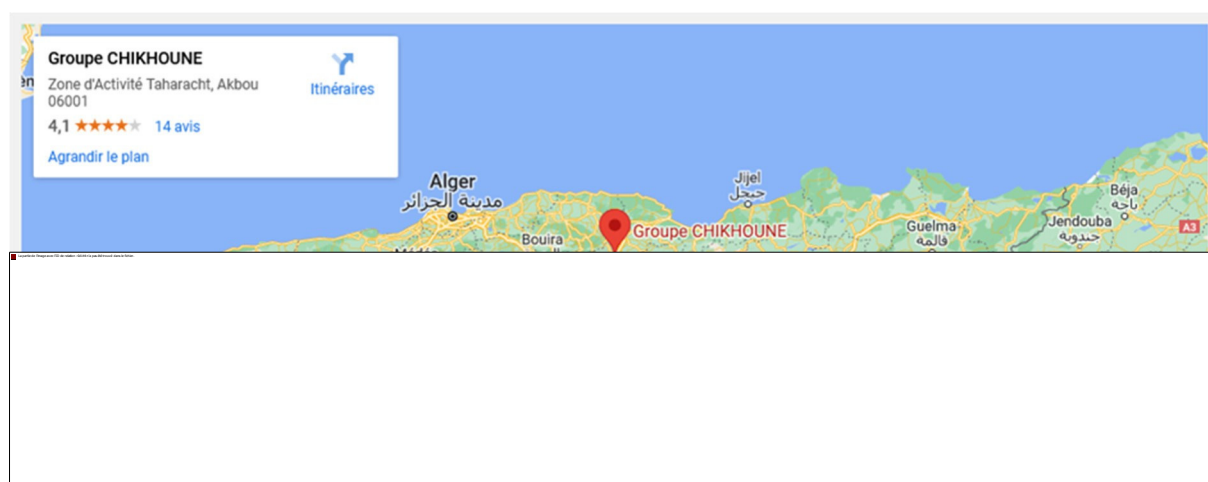 Groupe CHIKHOUNE
Itinéraires
Zone d'Activité Taharacht, Akbou
06001
4,1
14 avis
Agrandir le plan
Alger
مدينة الجزائر
Jijel
جيجل
Béja
باجة
Bouira
Groupe CHIKHOUNE
Guelma
قالمة
Jendouba
جندوبة
A3